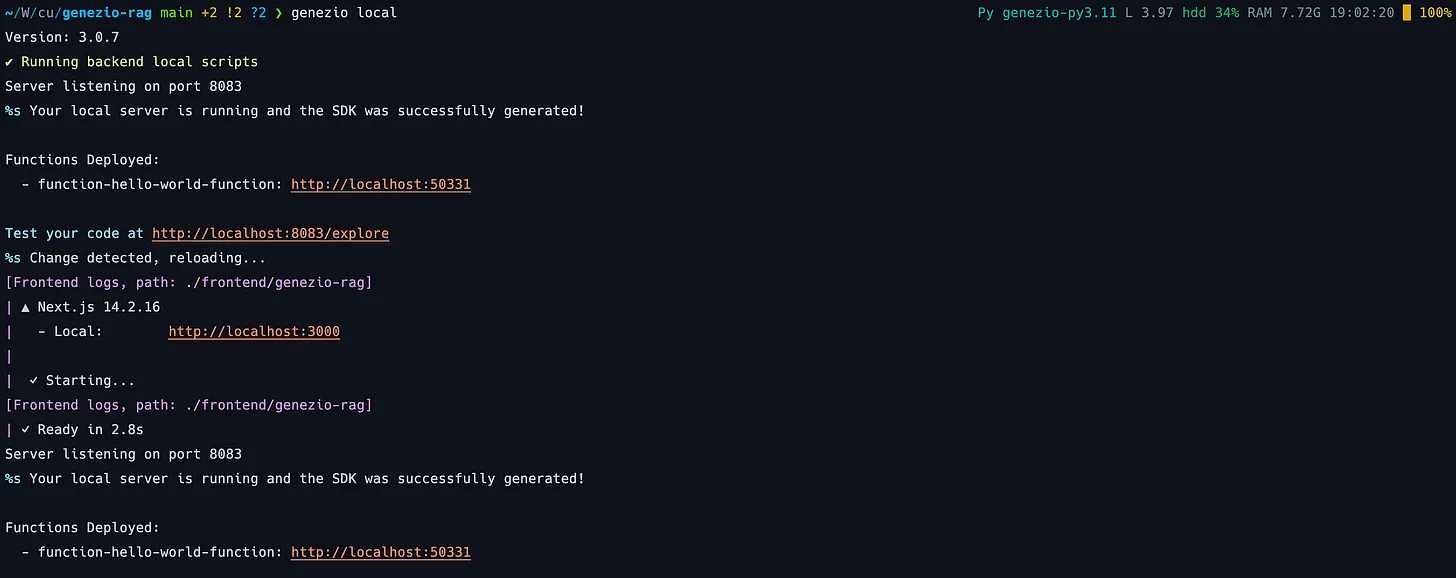 ~/W/cu/genezio-rag main +2 !2 ?2 ❯ genezio local Py genezio-py3.11 L 3.97 hdd 34% RAM 7.72G 19:02:20 100%
Version: 3.0.7
✔ Running backend local scripts
Server listening on port 8083
%s Your local server is running and the SDK was successfully generated!
Functions Deployed:
- function-hello-world-function: http://localhost:50331
Test your code at http://localhost:8083/explore
%s Change detected, reloading...
[Frontend logs, path: ./frontend/genezio-rag]
| ▲ Next.js 14.2.16
| - Local: http://localhost:3000
|
| ✓ Starting...
[Frontend logs, path: ./frontend/genezio-rag]
| ✓ Ready in 2.8s
Server listening on port 8083
%s Your local server is running and the SDK was successfully generated!
Functions Deployed:
- function-hello-world-function: http://localhost:50331